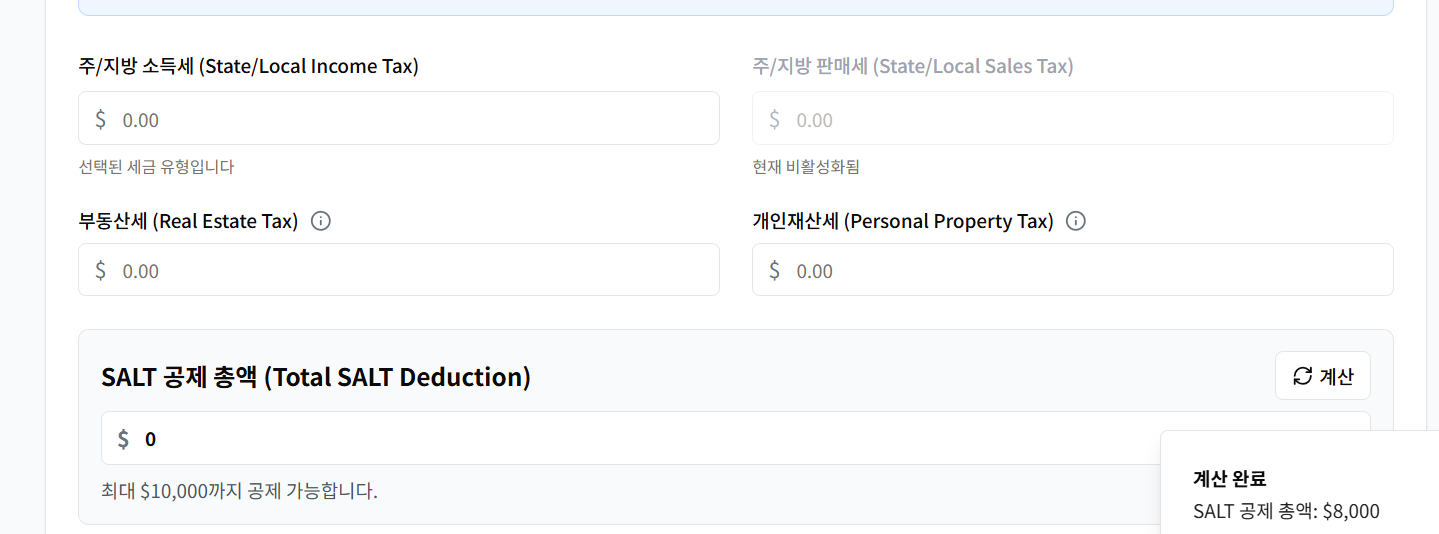 주/지방 소득세 (State/Local Income Tax)
주/지방 판매세 (State/Local Sales Tax)
$ 0.00
$ 0.00
선택된 세금 유형입니다
현재 비활성화됨
부동산세 (Real Estate Tax)
개인재산세 (Personal Property Tax)
$ 0.00
$ 0.00
SALT 공제 총액 (Total SALT Deduction)
계산
$ 0
최대 $10,000까지 공제 가능합니다.
계산 완료
SALT 공제 총액: $8,000